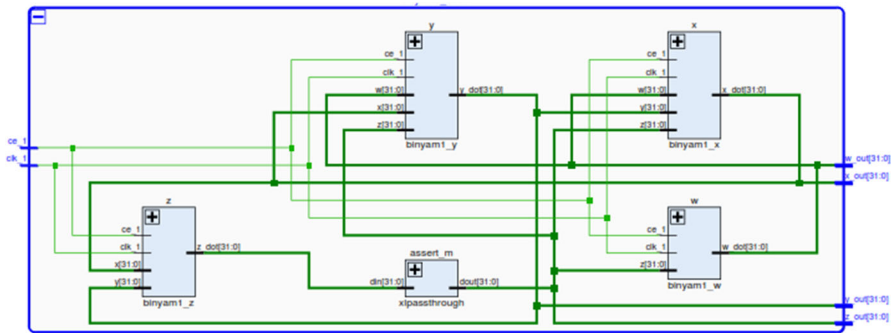 y
ce_1
clk_1
w[31:0]
x[31:0]
z[31:0]
y_dot[31:0]
binyam1_y
x
ce_1
clk_1
w[31:0]
y[31:0]
z[31:0]
x_dot[31:0]
binyam1_x
ce_1
clk_1
w_out[31:0]
x_out[31:0]
z
ce_1
clk_1
x[31:0]
y[31:0]
z_dot[31:0]
binyam1_z
assert_m
din[31:0]
dout[31:0]
xlpassthrough
w
ce_1
clk_1
z[31:0]
w_dot[31:0]
binyam1_w
y_out[31:0]
z_out[31:0]